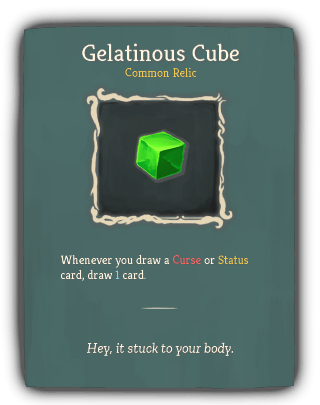 Gelatinous Cube
Common Relic
Whenever you draw a Curse or Status
card, draw 1 card.
Hey, it stuck to your body.